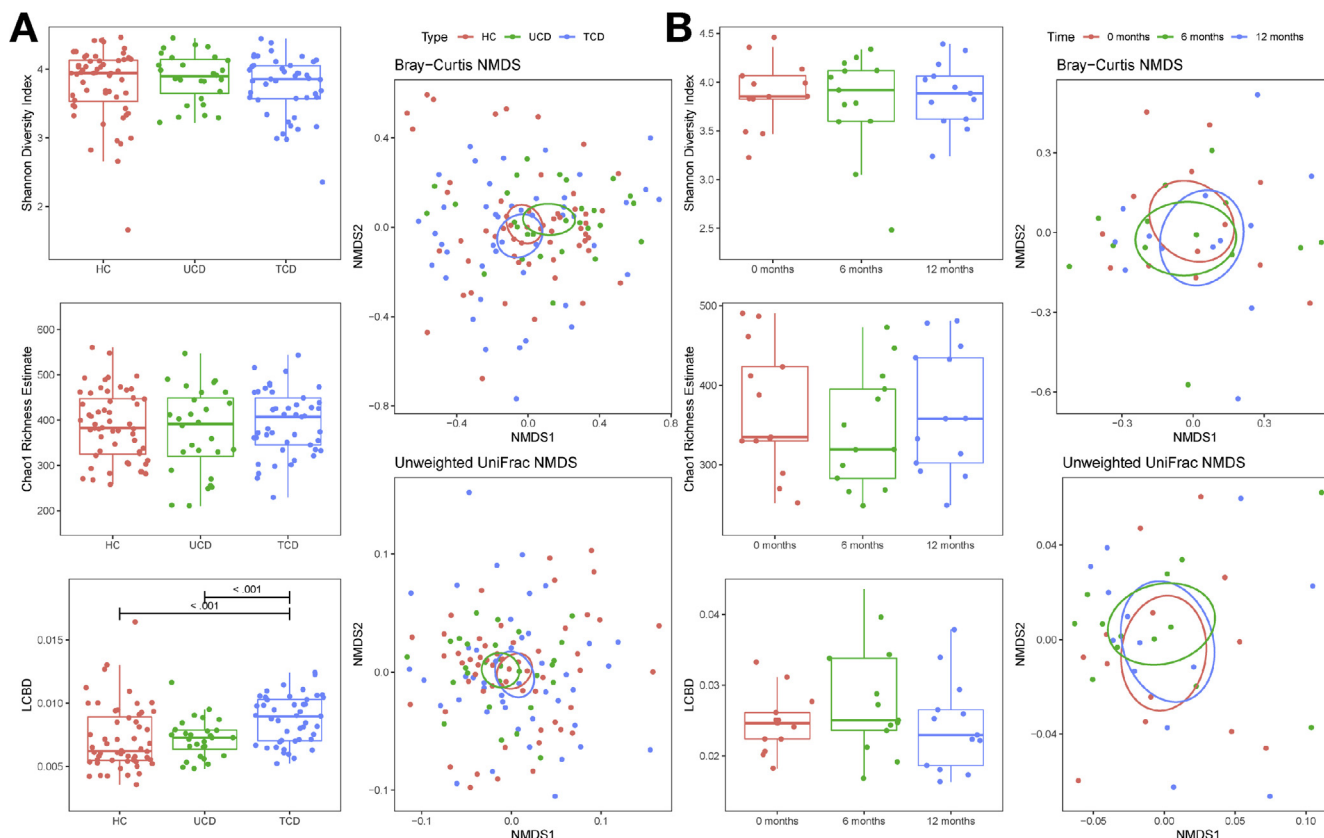 A
Type HC UCD TCD
Bray−Curtis NMDS
Shannon Diversity Index
4
3
2
HC UCD TCD
NMDS2
0.4
0.0
−0.4
−0.8
−0.4 0.0 0.4 0.8
NMDS1
Chao1 Richness Estimate
600
500
400
300
200
HC UCD TCD
Unweighted UniFrac NMDS
NMDS2
0.1
0.0
−0.1
−0.1 0.0 0.1
NMDS1
LCBD
< .001
< .001
0.015
0.010
0.005
HC UCD TCD
B
Time 0 months 6 months 12 months
Bray−Curtis NMDS
Shannon Diversity Index
4.5
4.0
3.5
3.0
2.5
0 months 6 months 12 months
NMDS2
0.3
0.0
−0.3
−0.6
−0.3 0.0 0.3
NMDS1
Chao1 Richness Estimate
500
400
300
0 months 6 months 12 months
Unweighted UniFrac NMDS
NMDS2
0.04
0.00
−0.04
−0.05 0.00 0.05 0.10
NMDS1
LCBD
0.04
0.03
0.02
0 months 6 months 12 months